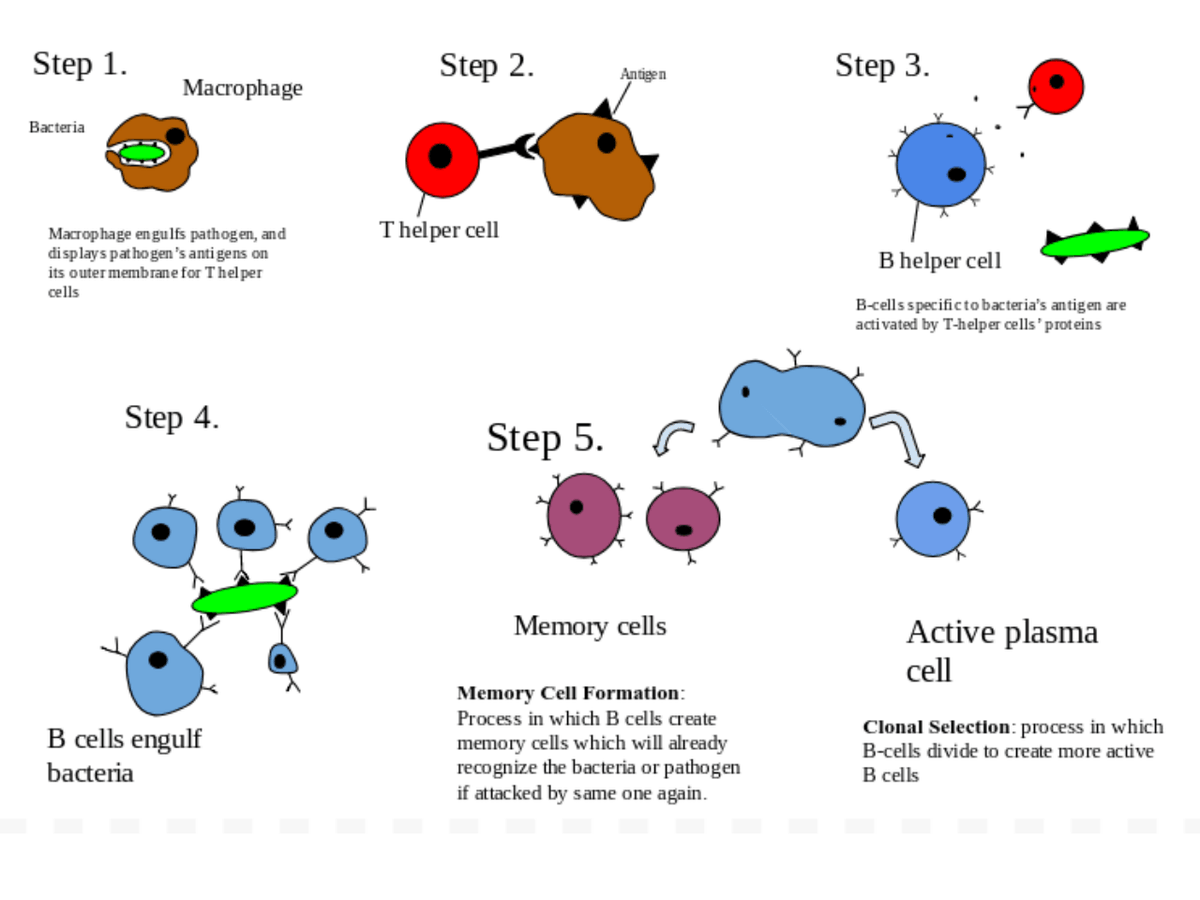 Step 1.
Macrophage
Bacteria
Macrophage engulfs pathogen, and
displays pathogen’s antigens on
its outer membrane for T helper
cells
Step 2.
Antigen
T helper cell
Step 3.
B helper cell
B-cells specific to bacteria’s antigen are
activated by T-helper cells’ proteins
Step 4.
B cells engulf
bacteria
Step 5.
Memory cells
Memory Cell Formation:
Process in which B cells create
memory cells which will already
recognize the bacteria or pathogen
if attacked by same one again.
Active plasma
cell
Clonal Selection: process in which
B-cells divide to create more active
B cells